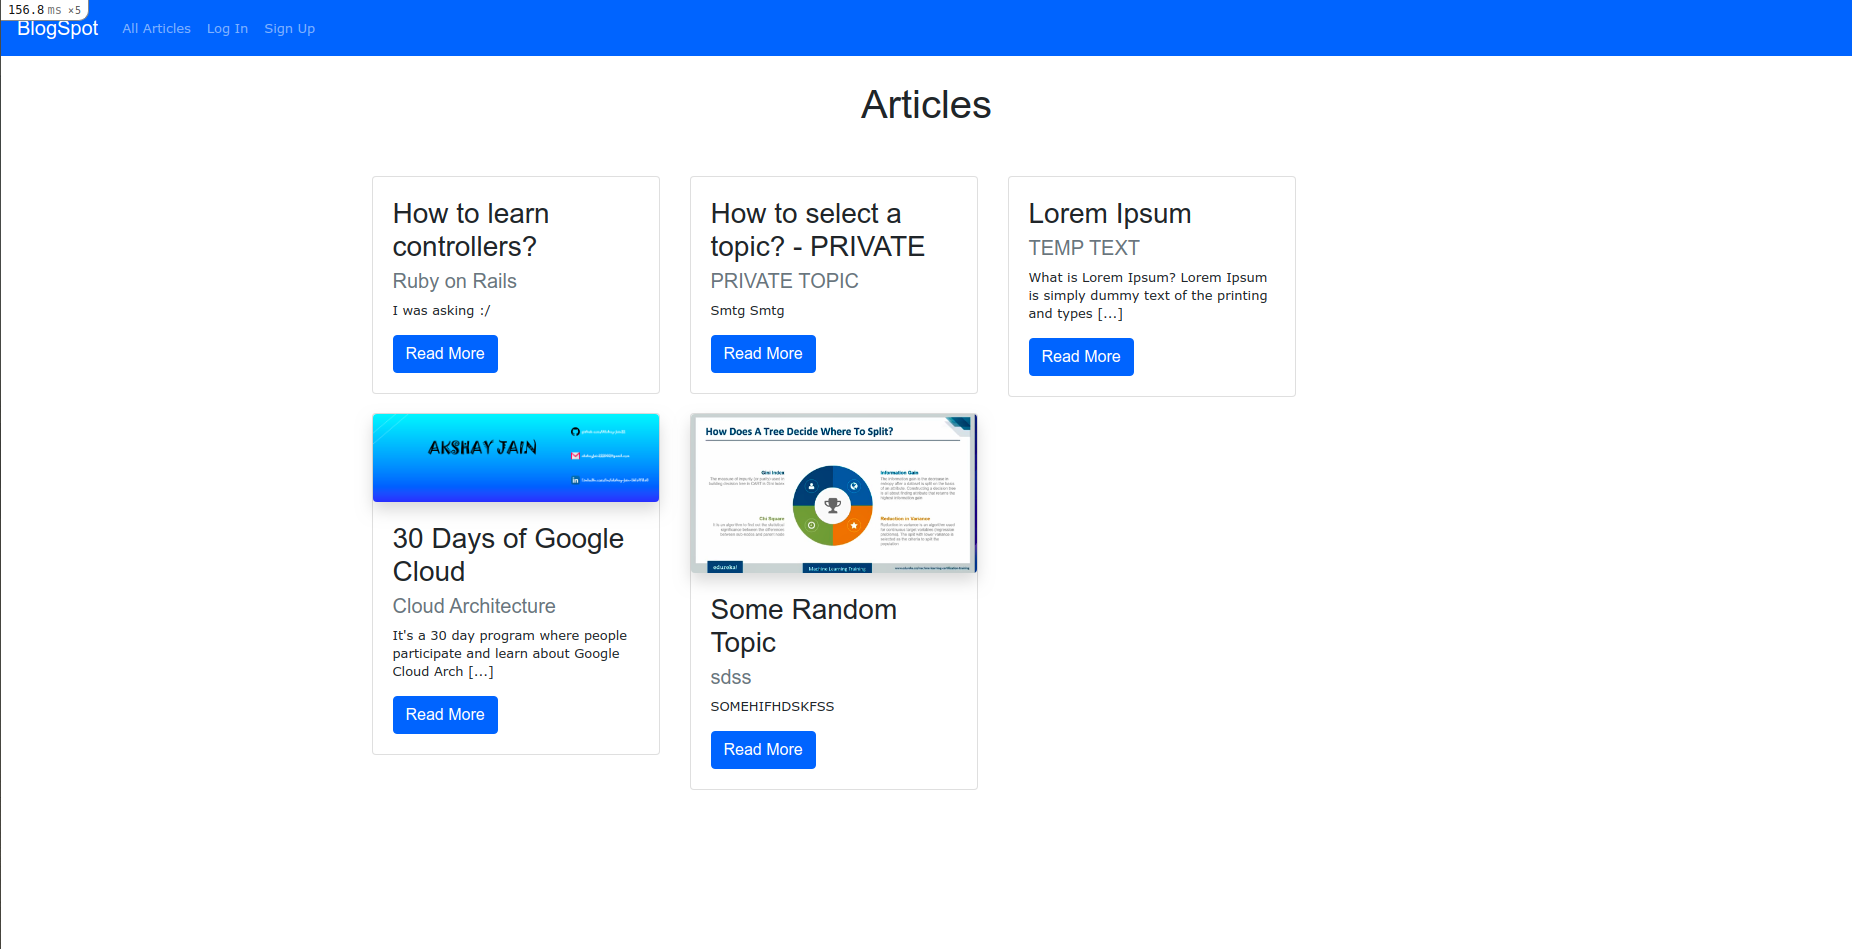 156.8 ms ×5
BlogSpot All Articles Log In Sign Up
Articles
How to learn
controllers?
Ruby on Rails
I was asking :/
Read More
How to select a
topic? - PRIVATE
PRIVATE TOPIC
Smtg Smtg
Read More
Lorem Ipsum
TEMP TEXT
What is Lorem Ipsum? Lorem Ipsum
is simply dummy text of the printing
and types [...]
Read More
AKSHAY JAIN
30 Days of Google
Cloud
Cloud Architecture
It's a 30 day program where people
participate and learn about Google
Cloud Arch [...]
Read More
How Does A Tree Decide Where To Split?
Gini Index
Information Gain
Chi Square
Reduction in Variance
edureka!
Machine Learning Training
Some Random
Topic
sdss
SOMEHIFHDSKFSS
Read More